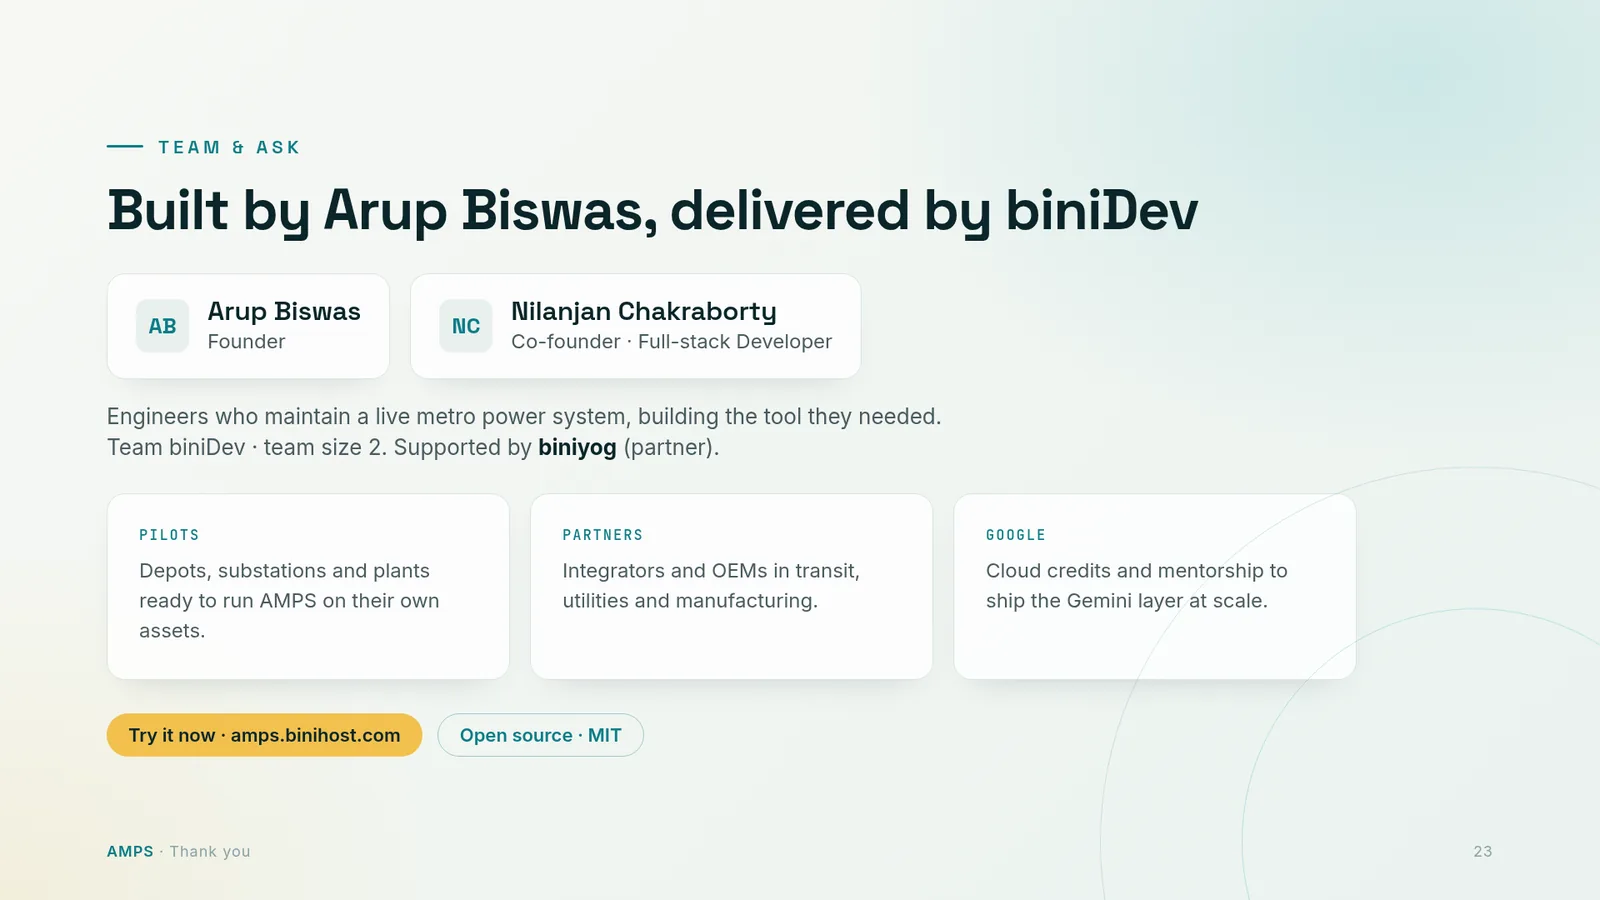 TEAM & ASK
Built by Arup Biswas, delivered by biniDev
AB
Arup Biswas
Founder
NC
Nilanjan Chakraborty
Co-founder · Full-stack Developer
Engineers who maintain a live metro power system, building the tool they needed.
Team biniDev · team size 2. Supported by biniyog (partner).
PILOTS
Depots, substations and plants
ready to run AMPS on their own
assets.
PARTNERS
Integrators and OEMs in transit,
utilities and manufacturing.
GOOGLE
Cloud credits and mentorship to
ship the Gemini layer at scale.
Try it now · amps.binihost.com
Open source · MIT
AMPS · Thank you
23